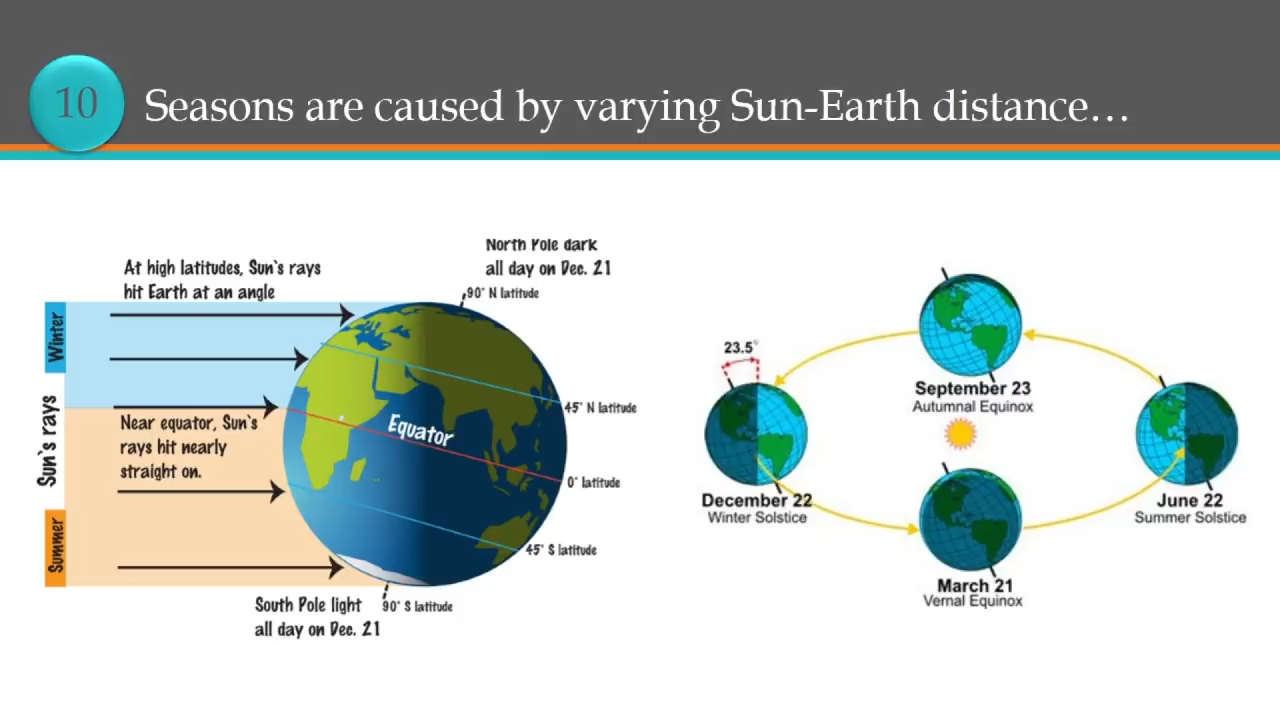 10
Seasons are caused by varying Sun-Earth distance…
North Pole dark
all day on Dec. 21
At high latitudes, Sun's rays
hit Earth at an angle
90° N latitude
Winter
Sun's rays
Near equator, Sun's
rays hit nearly
straight on.
Equator
45° N latitude
0° latitude
Summer
45° S latitude
South Pole light
all day on Dec. 21
90° S latitude
23.5°
September 23
Autumnal Equinox
December 22
Winter Solstice
June 22
Summer Solstice
March 21
Vernal Equinox